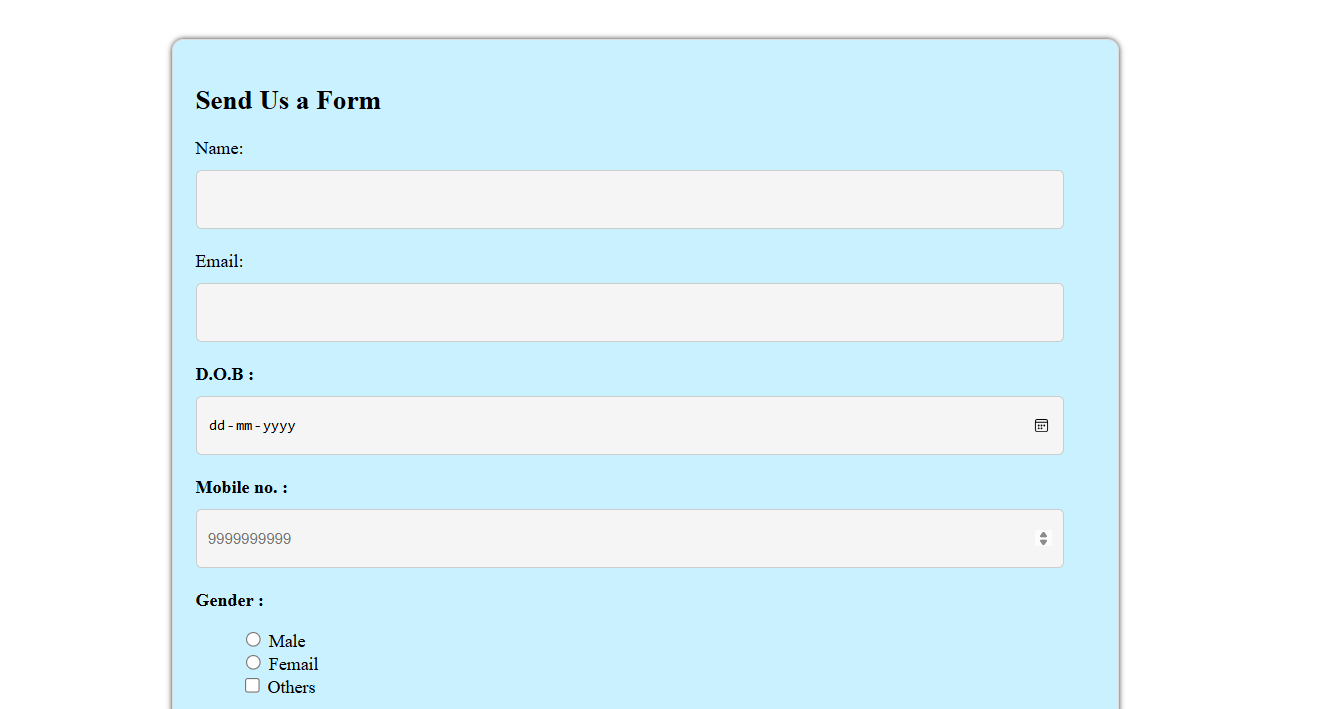 Send Us a Form
Name:
Email:
D.O.B :
dd-mm-yyyy
Mobile no. :
9999999999
Gender :
Male
Femail
Others